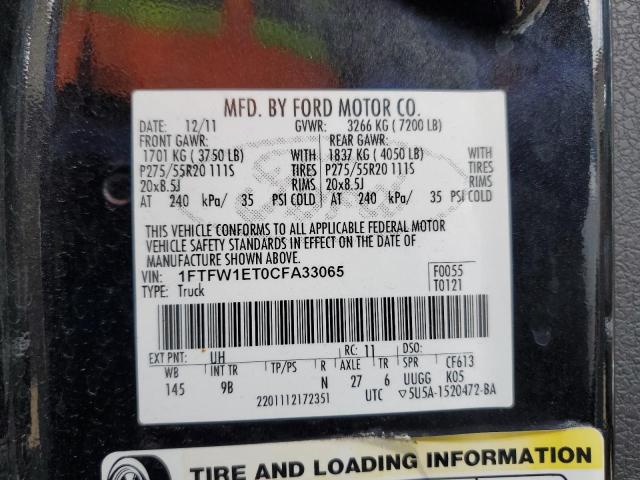 MFD. BY FORD MOTOR CO.
DATE: 12/11 GVWR: 3266 KG ( 7200 LB)
FRONT GAWR: REAR GAWR:
1701 KG ( 3750 LB) WITH 1837 KG ( 4050 LB) WITH
P275/55R20 111S TIRES P275/55R20 111S TIRES
20x8.5J RIMS 20x8.5J RIMS
AT 240 kPa/ 35 PSI COLD AT 240 kPa/ 35 PSI COLD
Ford
THIS VEHICLE CONFORMS TO ALL APPLICABLE FEDERAL MOTOR
VEHICLE SAFETY STANDARDS IN EFFECT ON THE DATE OF
MANUFACTURE SHOWN ABOVE.
VIN: 1FTFW1ET0CFA33065 F0055
TYPE: Truck T0121
EXT PNT: UH RC: 11 DSO:
WB INT TR TP/PS R AXLE TR SPR CF613
145 9B N 27 6 UUGG K05
2201112172351 UTC ▽5U5A-1520472-BA
TIRE AND LOADING INFORMATION